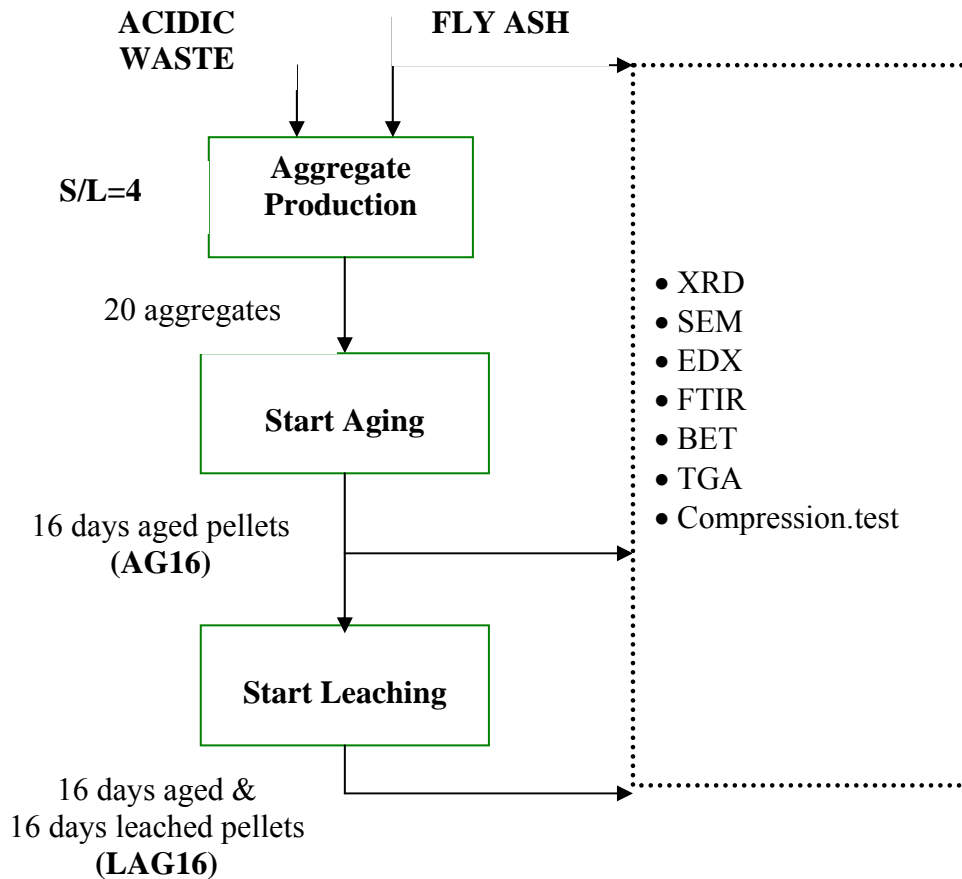 ACIDIC
WASTE
FLY ASH
S/L=4
Aggregate
Production
20 aggregates
Start Aging
16 days aged pellets
(AG16)
• XRD
• SEM
• EDX
• FTIR
• BET
• TGA
• Compression.test
Start Leaching
16 days aged &
16 days leached pellets
(LAG16)